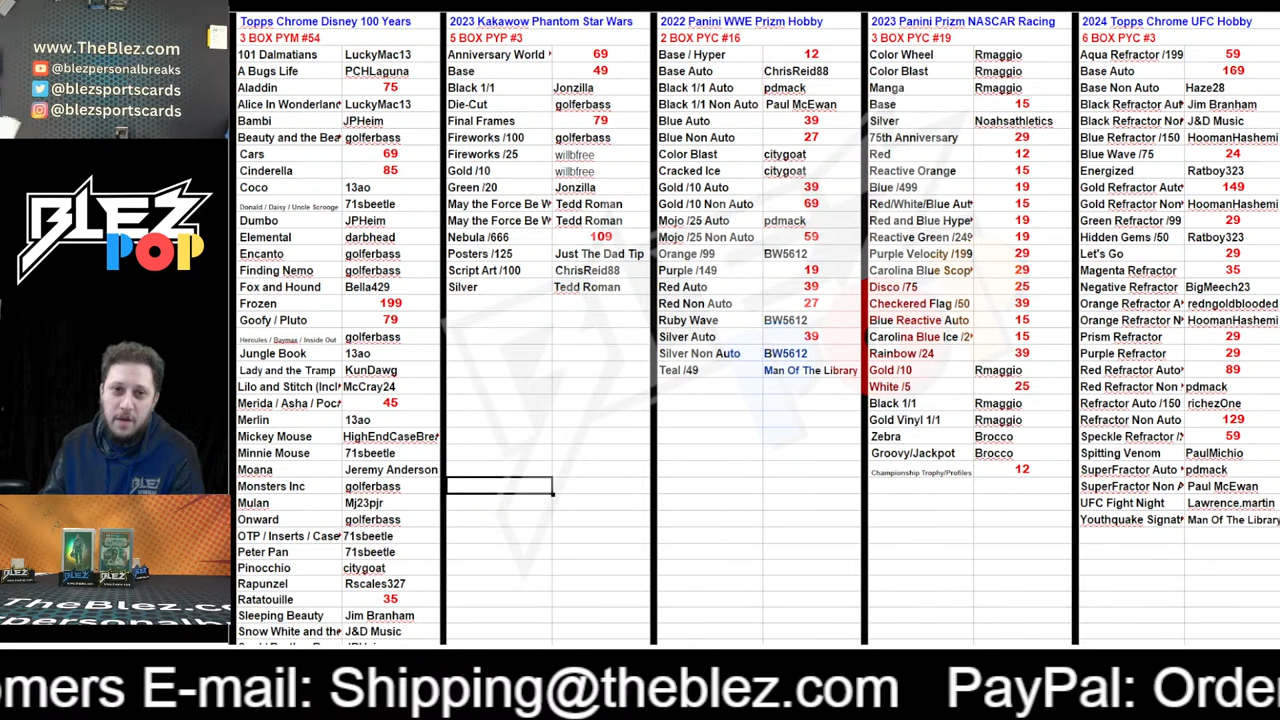 www.TheBlez.com
@blezpersonalbreaks
@blezsportscards
BLEZ
POP
Topps Chrome Disney 100 Years
3 BOX PYM #54
101 Dalmatians LuckyMac13
A Bugs Life PCHLaguna
Aladdin 75
Alice In Wonderlan LuckyMac13
Bambi JPHeim
Beauty and the Bea golferbass
Cars 69
Cinderella 85
Coco 13ao
Donald / Daisy / Uncle Scrooge 71sbeetle
Dumbo JPHeim
Elemental darbhead
Encanto golferbass
Finding Nemo golferbass
Fox and Hound Bella429
Frozen 199
Goofy / Pluto 79
Hercules / Baymax / Inside Out golferbass
Jungle Book 13ao
Lady and the Tramp KunDawg
Lilo and Stitch (Incl McCray24
Merida / Asha / Poc 45
Merlin 13ao
Mickey Mouse HighEndCaseBre
Minnie Mouse 71sbeetle
Moana Jeremy Anderson
Monsters Inc golferbass
Mulan Mj23pjr
Onward golferbass
OTP / Inserts / Case 71sbeetle
Peter Pan 71sbeetle
Pinocchio citygoat
Rapunzel Rscales327
Ratatouille 35
Sleeping Beauty Jim Branham
Snow White and the J&D Music
2023 Kakawow Phantom Star Wars
5 BOX PYP #3
Anniversary World 69
Base 49
Black 1/1 Jonzilla
Die-Cut golferbass
Final Frames 79
Fireworks /100 golferbass
Fireworks /25 willbfree
Gold /10 willbfree
Green /20 Jonzilla
May the Force Be W Tedd Roman
May the Force Be W Tedd Roman
Nebula /666 109
Posters /125 Just The Dad Tip
Script Art /100 ChrisReid88
Silver Tedd Roman
2022 Panini WWE Prizm Hobby
2 BOX PYC #16
Base / Hyper 12
Base Auto ChrisReid88
Black 1/1 Auto pdmack
Black 1/1 Non Auto Paul McEwan
Blue Auto 39
Blue Non Auto 27
Color Blast citygoat
Cracked Ice citygoat
Gold /10 Auto 39
Gold /10 Non Auto 69
Mojo /25 Auto pdmack
Mojo /25 Non Auto 59
Orange /99 BW5612
Purple /149 19
Red Auto 39
Red Non Auto 27
Ruby Wave BW5612
Silver Auto 39
Silver Non Auto BW5612
Teal /49 Man Of The Library
2023 Panini Prizm NASCAR Racing
3 BOX PYC #19
Color Wheel Rmaggio
Color Blast Rmaggio
Manga Rmaggio
Base 15
Silver Noahsathletics
75th Anniversary 29
Red 12
Reactive Orange 15
Blue /499 19
Red/White/Blue Aut 15
Red and Blue Hype 19
Reactive Green /249 19
Purple Velocity /199 29
Carolina Blue Scop 29
Disco /75 25
Checkered Flag /50 39
Blue Reactive Auto 15
Carolina Blue Ice /2 15
Rainbow /24 39
Gold /10 Rmaggio
White /5 25
Black 1/1 Rmaggio
Gold Vinyl 1/1 Rmaggio
Zebra Brocco
Groovy/Jackpot Brocco
Championship Trophy/Profiles 12
2024 Topps Chrome UFC Hobby
6 BOX PYC #3
Aqua Refractor /199 59
Base Auto 169
Base Non Auto Haze28
Black Refractor Aut Jim Branham
Black Refractor Nor J&D Music
Blue Refractor /150 HoomanHashemi
Blue Wave /75 24
Energized Ratboy323
Gold Refractor Aut 149
Gold Refractor Non HoomanHashemi
Green Refractor /99 29
Hidden Gems /50 Ratboy323
Let's Go 29
Magenta Refractor 35
Negative Refractor BigMeech23
Orange Refractor A redngoldblooded
Orange Refractor N HoomanHashemi
Prism Refractor 29
Purple Refractor 29
Red Refractor Auto 89
Red Refractor Non pdmack
Refractor Auto /150 richezOne
Refractor Non Auto 129
Speckle Refractor /2 59
Spitting Venom PaulMichio
SuperFractor Auto pdmack
SuperFractor Non A Paul McEwan
UFC Fight Night Lawrence.martin
Youthquake Signat Man Of The Library
BLEZ BLEZ
TheBlez.c
omers E-mail: Shipping@theblez.com PayPal: Order